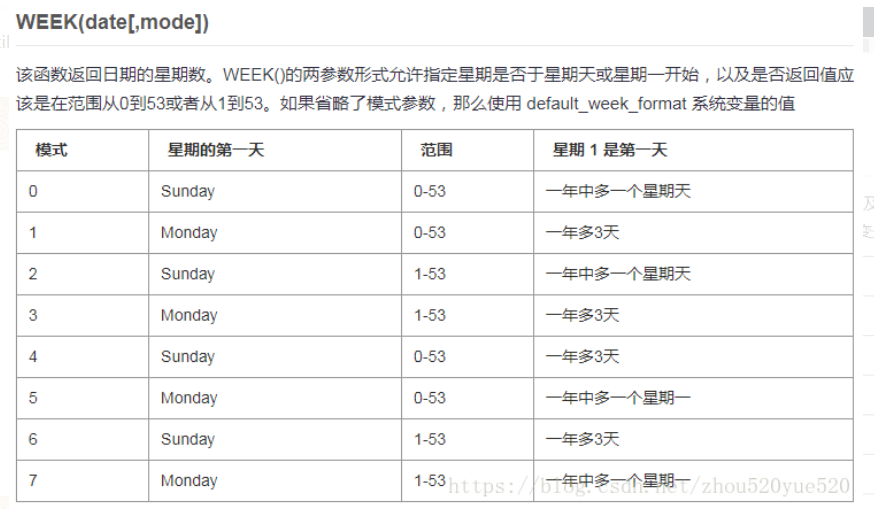 WEEK(date[,mode])
该函数返回日期的星期数。WEEK()的两参数形式允许指定星期是否于星期天或星期一开始，以及是否返回值应
该是在范围从0到53或者从1到53。如果省略了模式参数，那么使用 default_week_format 系统变量的值
模式 星期的第一天 范围 星期 1 是第一天
0 Sunday 0-53 一年中多一个星期天
1 Monday 0-53 一年多3天
2 Sunday 1-53 一年中多一个星期天
3 Monday 1-53 一年多3天
4 Sunday 0-53 一年多3天
5 Monday 0-53 一年中多一个星期一
6 Sunday 1-53 一年多3天
7 Monday 1-53 一年中多一个星期一
https://blog.csdn.net/zhou520yue520